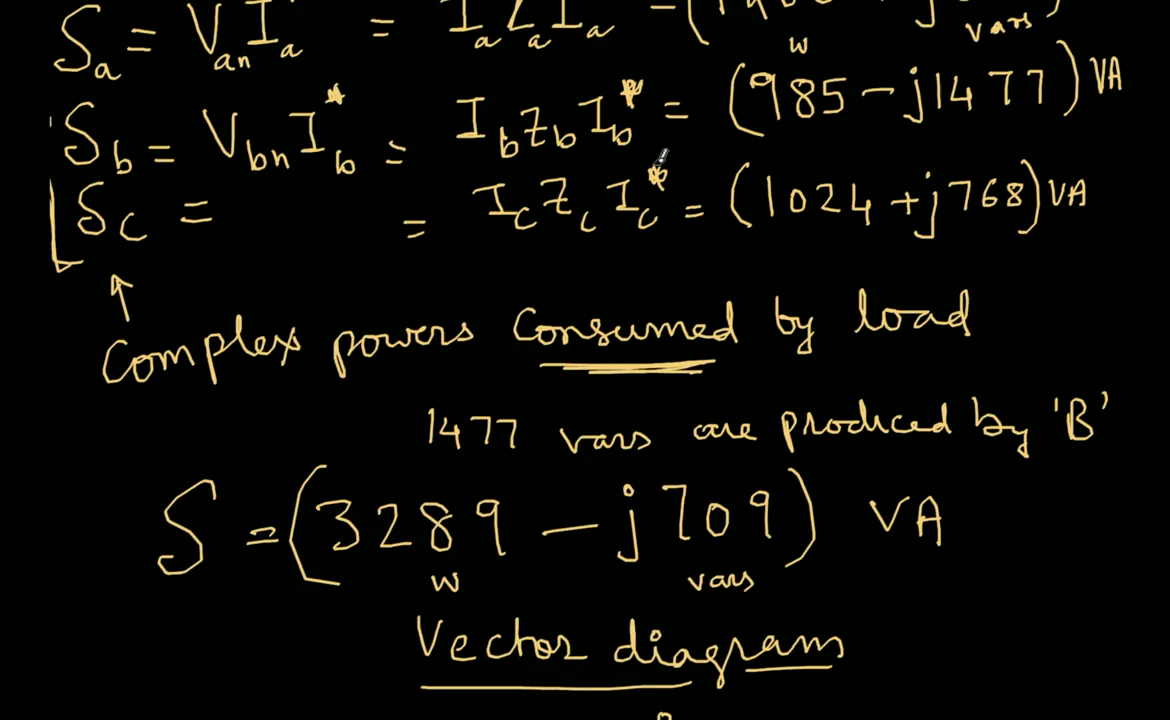 Sa = Van Ia = Ia Za Ia = (
w vars
Sb = Vbn Ib* = Ib Zb Ib* = (985 - j1477) VA
Sc = = Ic Zc Ic* = (1024 + j768) VA
Complex powers consumed by load
1477 vars are produced by 'B'
S = (3289 - j709) VA
w vars
Vector diagrams